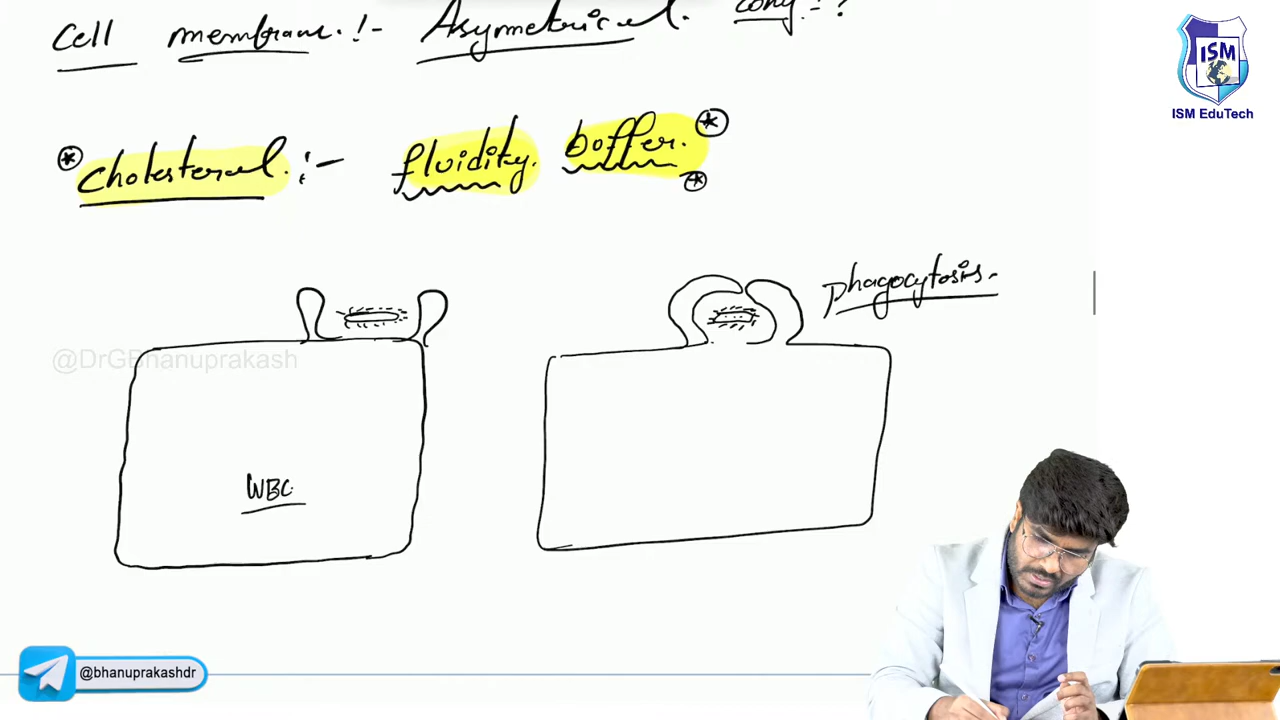 Cell membrane :- Asymmetrical.
ISM
ISM EduTech
* Cholesterol :- fluidity buffer. *
*
phagocytosis.
@DrGBhanuprakash
WBC
@bhanuprakashdr